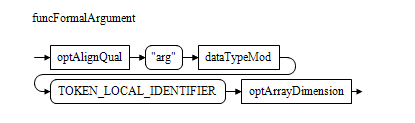 funcFormalArgument
optAlignQual "arg" dataTypeMod
TOKEN_LOCAL_IDENTIFIER optArrayDimension